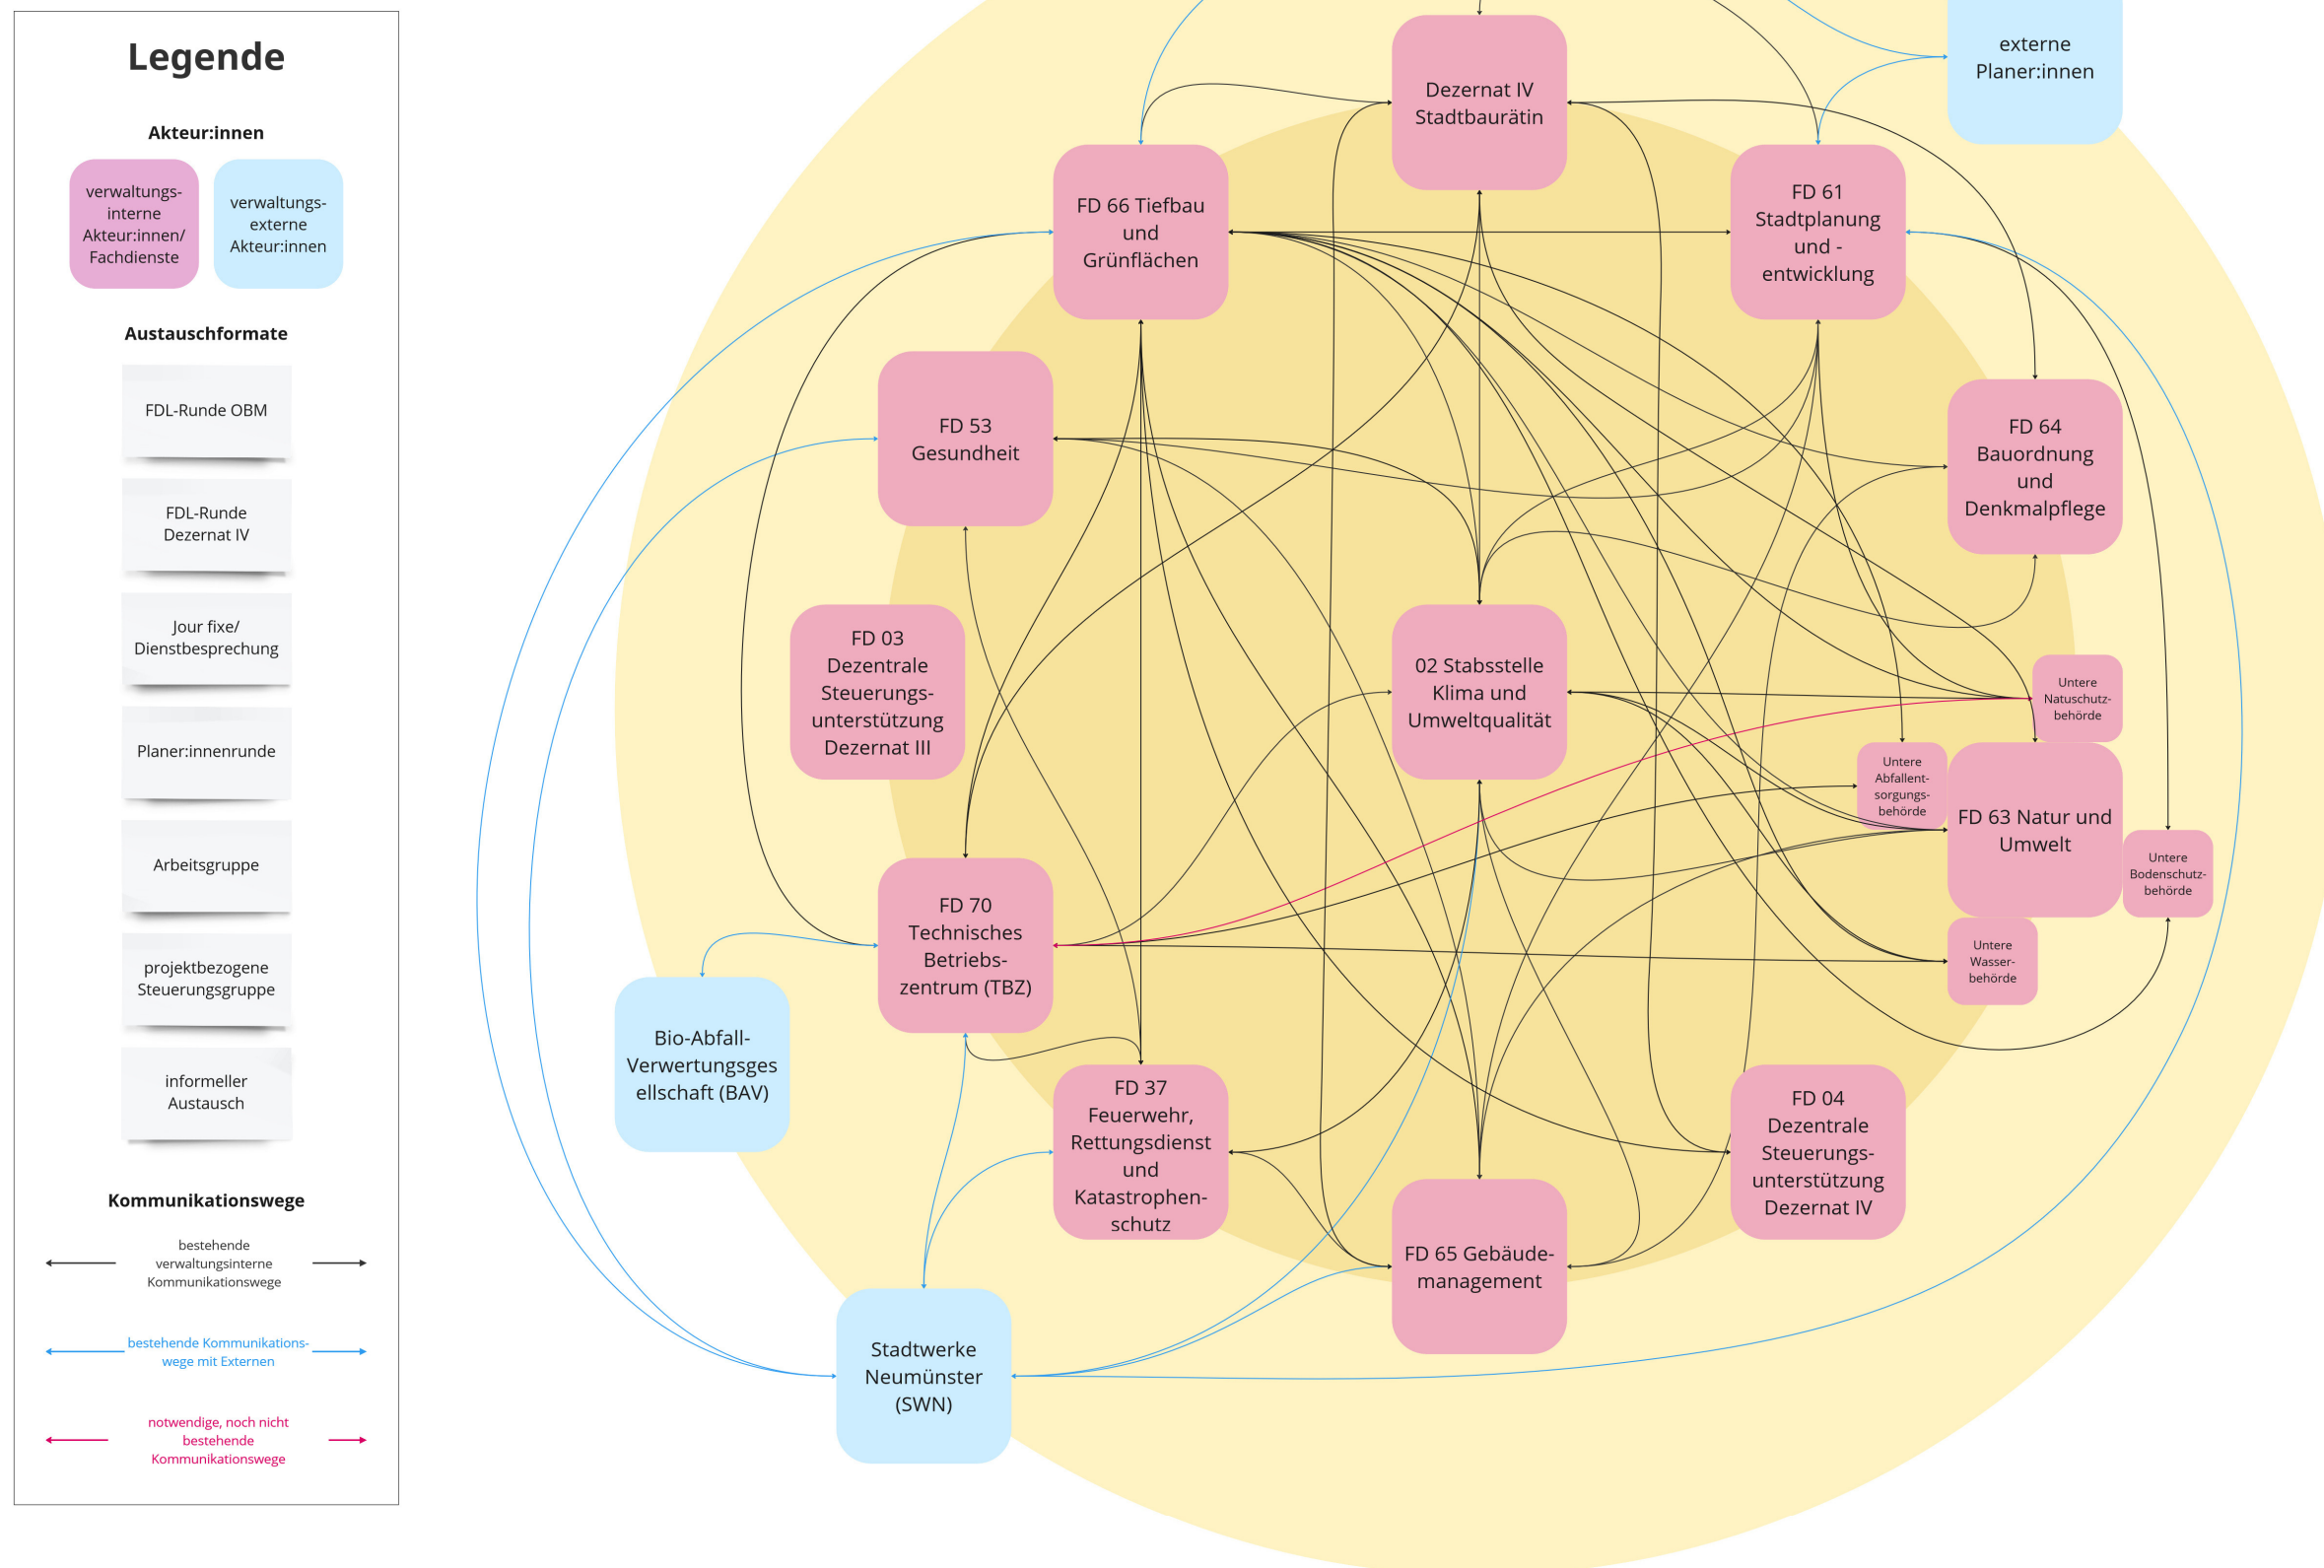 Legende
Akteur:innen
verwaltungs-
interne
Akteur:innen/
Fachdienste
verwaltungs-
externe
Akteur:innen
Austauschformate
FDL-Runde OBM
FDL-Runde
Dezernat IV
Jour fixe/
Dienstbesprechung
Planer:innenrunde
Arbeitsgruppe
projektbezogene
Steuerungsgruppe
informeller
Austausch
Kommunikationswege
bestehende
verwaltungsinterne
Kommunikationswege
bestehende Kommunikations-
wege mit Externen
notwendige, noch nicht
bestehende
Kommunikationswege
externe
Planer:innen
Dezernat IV
Stadtbaurätin
FD 66 Tiefbau
und
Grünflächen
FD 61
Stadtplanung
und -
entwicklung
FD 53
Gesundheit
FD 64
Bauordnung
und
Denkmalpflege
FD 03
Dezentrale
Steuerungs-
unterstützung
Dezernat III
02 Stabsstelle
Klima und
Umweltqualität
Untere
Natuschutz-
behörde
Untere
Abfallent-
sorgungs-
behörde
FD 63 Natur und
Umwelt
Untere
Bodenschutz-
behörde
Untere
Wasser-
behörde
FD 70
Technisches
Betriebs-
zentrum (TBZ)
Bio-Abfall-
Verwertungsges
ellschaft (BAV)
FD 37
Feuerwehr,
Rettungsdienst
und
Katastrophen-
schutz
FD 04
Dezentrale
Steuerungs-
unterstützung
Dezernat IV
FD 65 Gebäude-
management
Stadtwerke
Neumünster
(SWN)